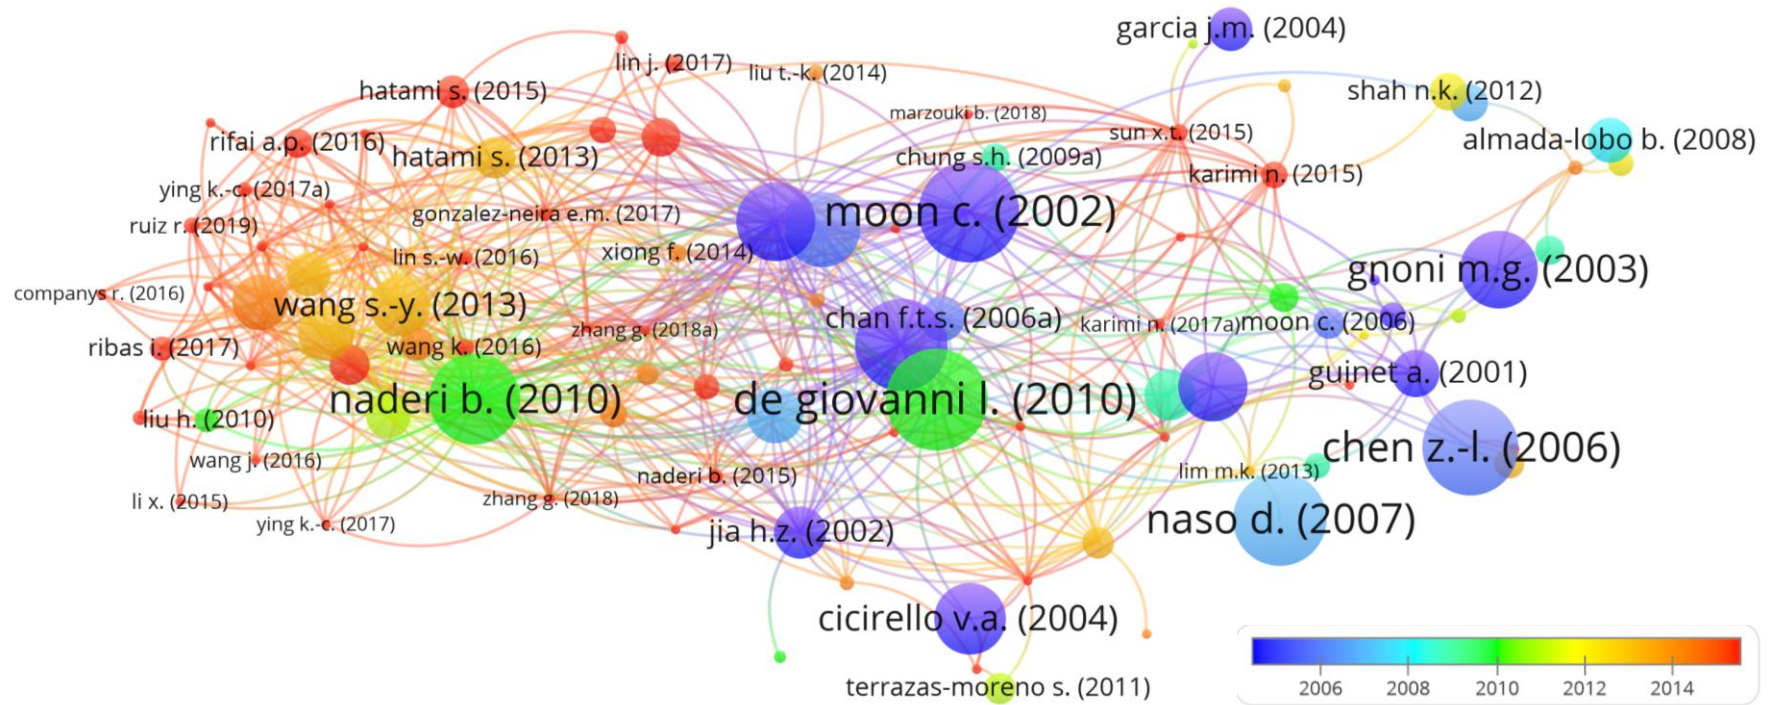 garcia j.m. (2004)
lin j. (2017)
liu t.-k. (2014)
hatami s. (2015)
shah n.k. (2012)
marzouki b. (2018)
sun x.t. (2015)
rifai a.p. (2016)
almada-lobo b. (2008)
hatami s. (2013)
chung s.h. (2009a)
karimi n. (2015)
ying k.-c. (2017a)
gonzalez-neira e.m. (2017)
moon c. (2002)
ruiz r. (2019)
xiong f. (2014)
lin s.-w. (2016)
gnoni m.g. (2003)
companys r. (2016)
wang s.-y. (2013)
chan f.t.s. (2006a)
karimi n. (2017a)
moon c. (2006)
zhang g. (2018a)
ribas i. (2017)
wang k. (2016)
guinet a. (2001)
naderi b. (2010)
de giovanni l. (2010)
liu h. (2010)
chen z.-l. (2006)
wang j. (2016)
naderi b. (2015)
lim m.k. (2013)
li x. (2015)
zhang g. (2018)
ying k.-c. (2017)
jia h.z. (2002)
naso d. (2007)
cicirello v.a. (2004)
terrazas-moreno s. (2011)
2006 2008 2010 2012 2014